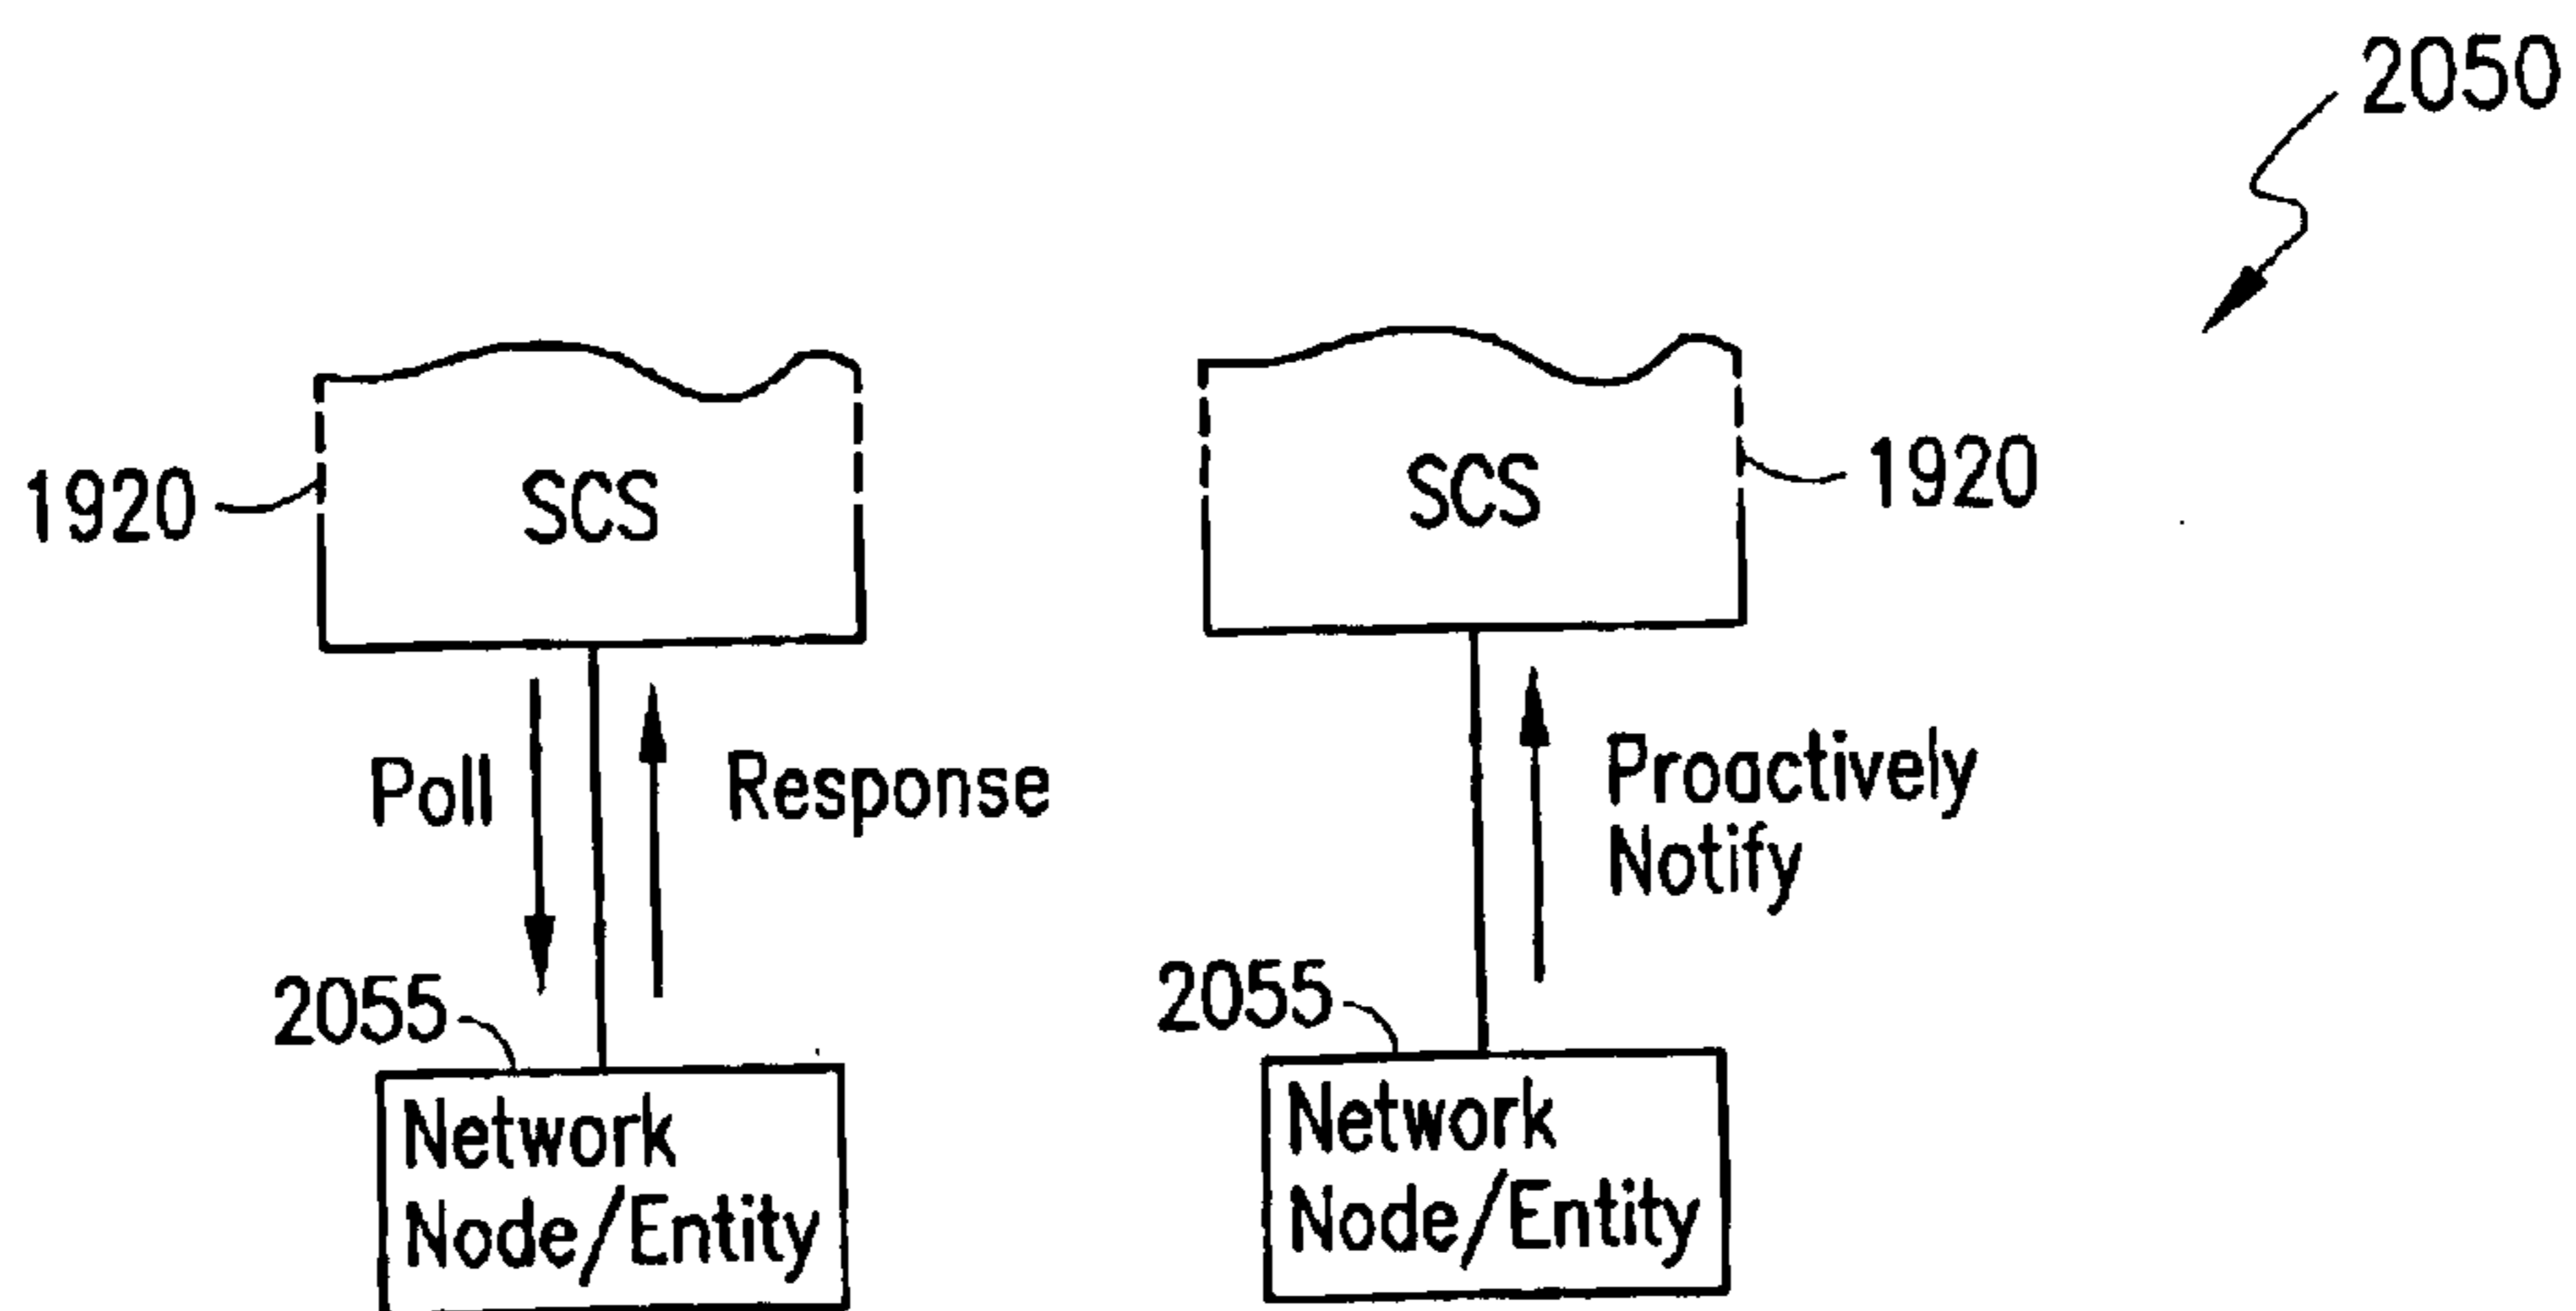 2050
1920
SCS
SCS
1920
Poll
Response
Proactively
Notify
2055
2055
Network
Node/Entity
Network
Node/Entity